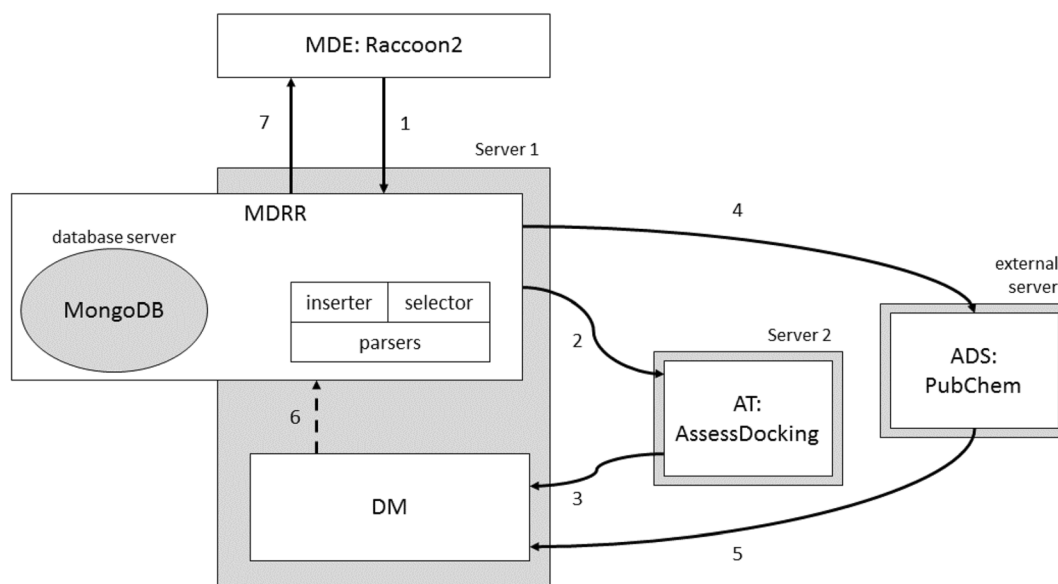 MDE: Raccoon2
7
1
Server 1
MDRR
4
database server
MongoDB
inserter
selector
parsers
2
external
server
Server 2
ADS:
PubChem
AT:
AssessDocking
6
3
DM
5